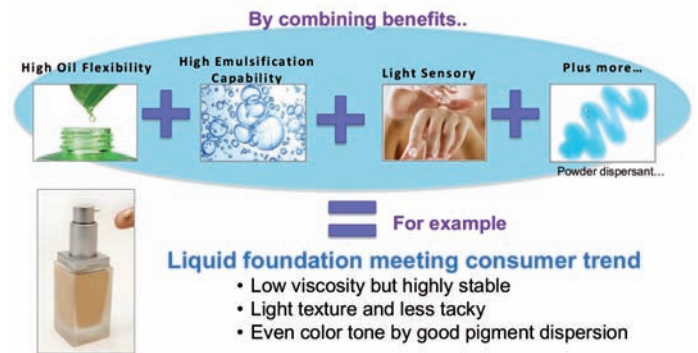 By combining benefits..
High Oil Flexibility
High Emulsification
Capability
Light Sensory
Plus more...
Powder dispersant...
For example
Liquid foundation meeting consumer trend
• Low viscosity but highly stable
• Light texture and less tacky
• Even color tone by good pigment dispersion